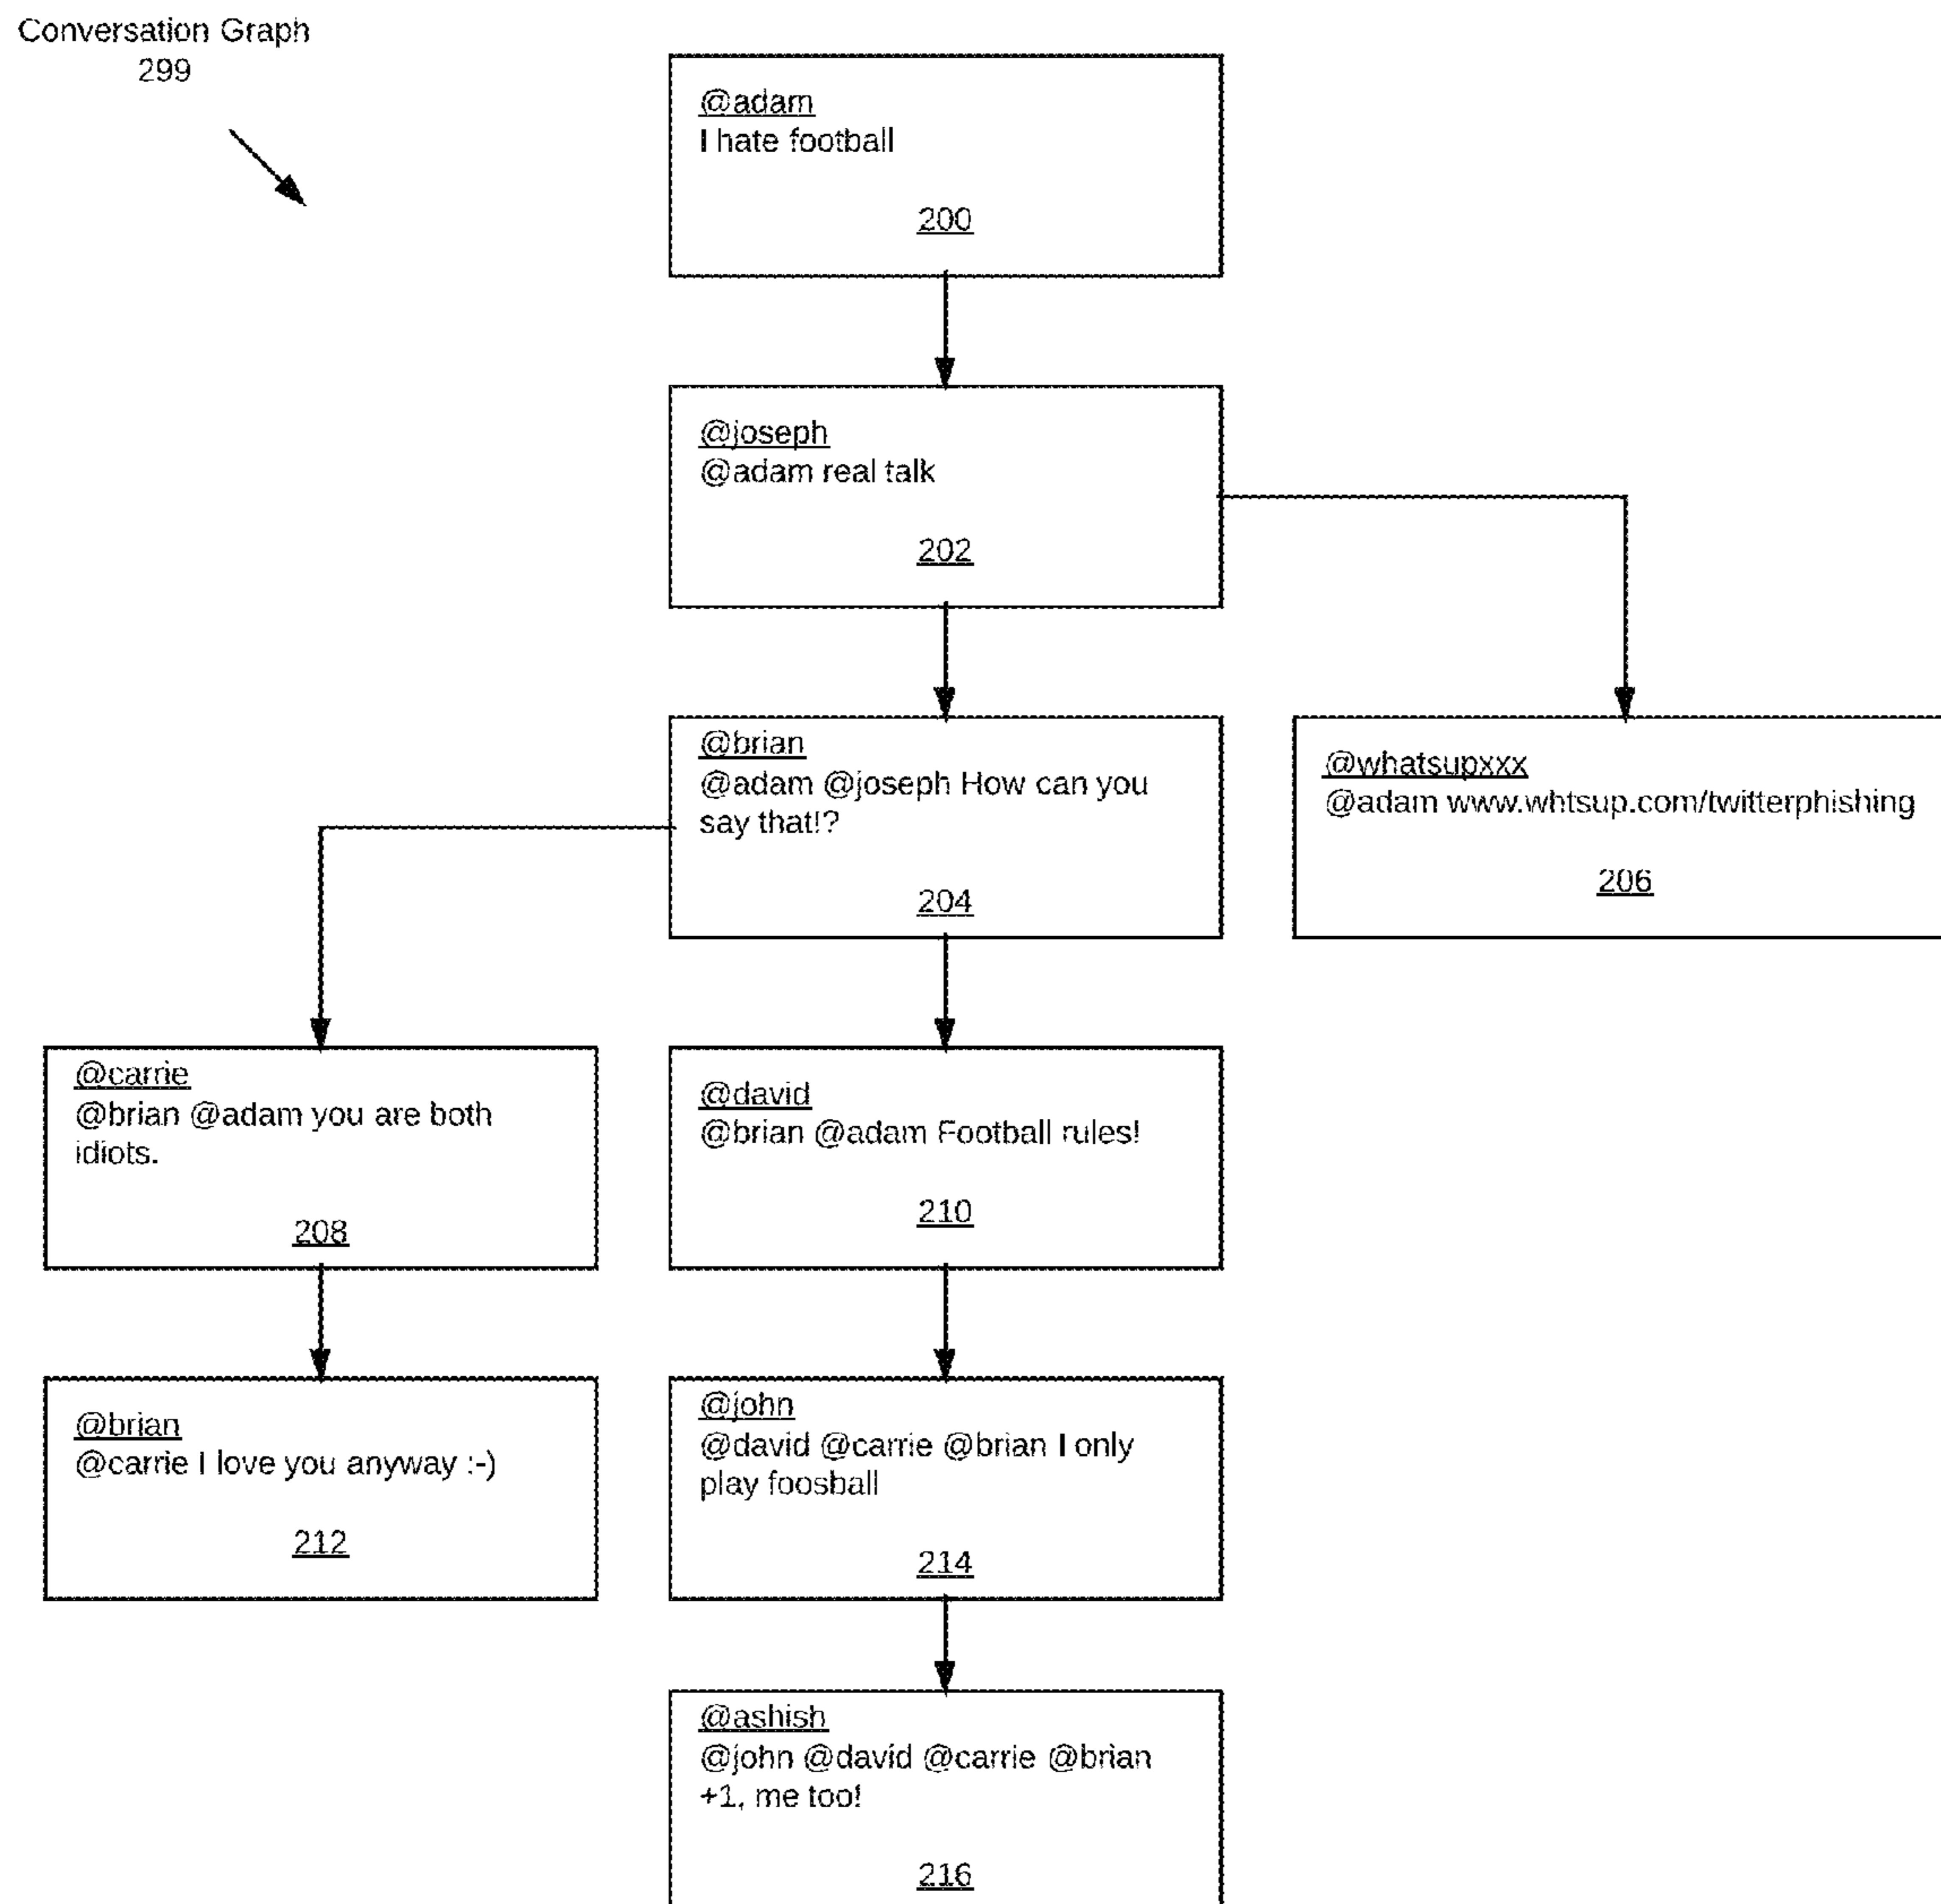 Conversation Graph
299
@adam
I hate football
200
@joseph
@adam real talk
202
@brian
@adam @joseph How can you
say that!?
204
@whatsupxxx
@adam www.whtsup.com/twitterphishing
206
@carrie
@brian @adam you are both
idiots.
208
@david
@brian @adam Football rules!
210
@brian
@carrie I love you anyway :-)
212
@john
@david @carrie @brian I only
play foosball
214
@ashish
@john @david @carrie @brian
+1, me too!
216